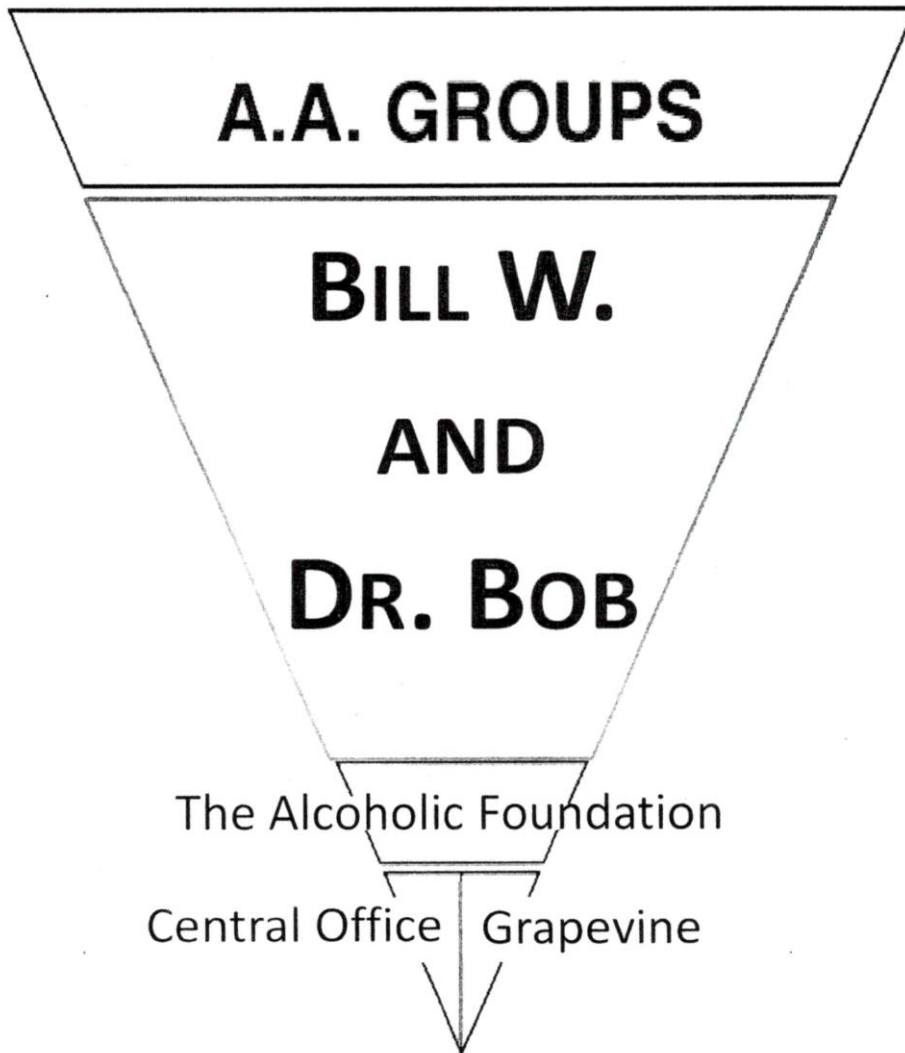 A.A. GROUPS
BILL W.
AND
DR. BOB
The Alcoholic Foundation
Central Office Grapevine